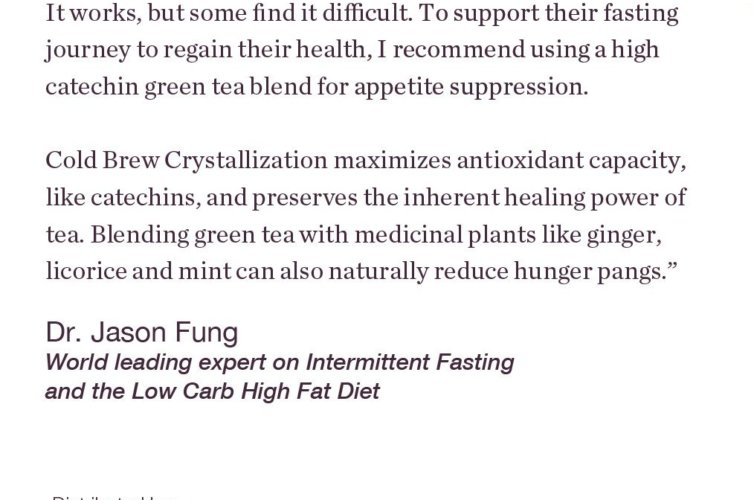 It works, but some find it difficult. To support their fasting
journey to regain their health, I recommend using a high
catechin green tea blend for appetite suppression.
Cold Brew Crystallization maximizes antioxidant capacity,
like catechins, and preserves the inherent healing power of
tea. Blending green tea with medicinal plants like ginger,
licorice and mint can also naturally reduce hunger pangs.”
Dr. Jason Fung
World leading expert on Intermittent Fasting
and the Low Carb High Fat Diet